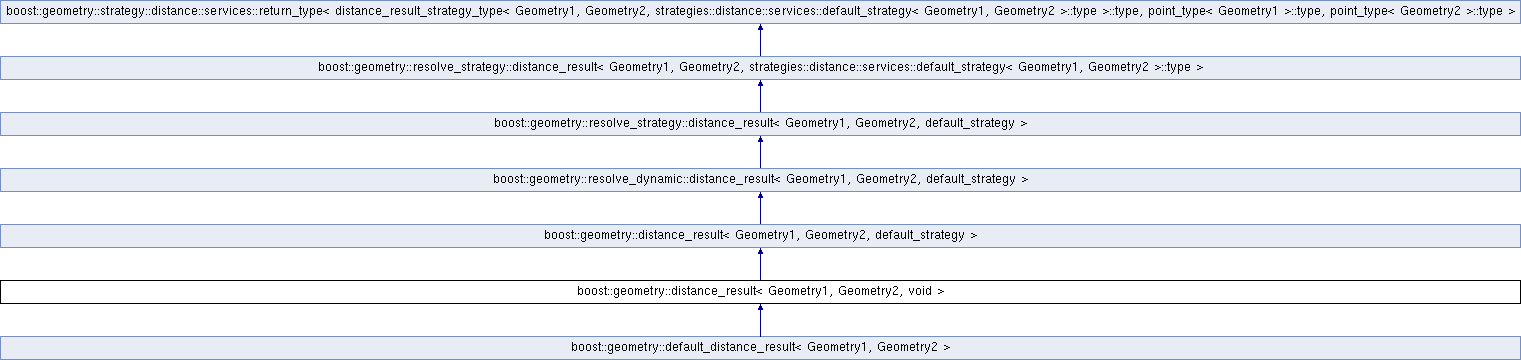 boost::geometry::strategy::distance::services::return_type< distance_result_strategy_type< Geometry1, Geometry2, strategies::distance::services::default_strategy< Geometry1, Geometry2 >::type >::type, point_type< Geometry1 >::type, point_type< Geometry2 >::type >
boost::geometry::resolve_strategy::distance_result< Geometry1, Geometry2, strategies::distance::services::default_strategy< Geometry1, Geometry2 >::type >
boost::geometry::resolve_strategy::distance_result< Geometry1, Geometry2, default_strategy >
boost::geometry::resolve_dynamic::distance_result< Geometry1, Geometry2, default_strategy >
boost::geometry::distance_result< Geometry1, Geometry2, default_strategy >
boost::geometry::distance_result< Geometry1, Geometry2, void >
boost::geometry::default_distance_result< Geometry1, Geometry2 >